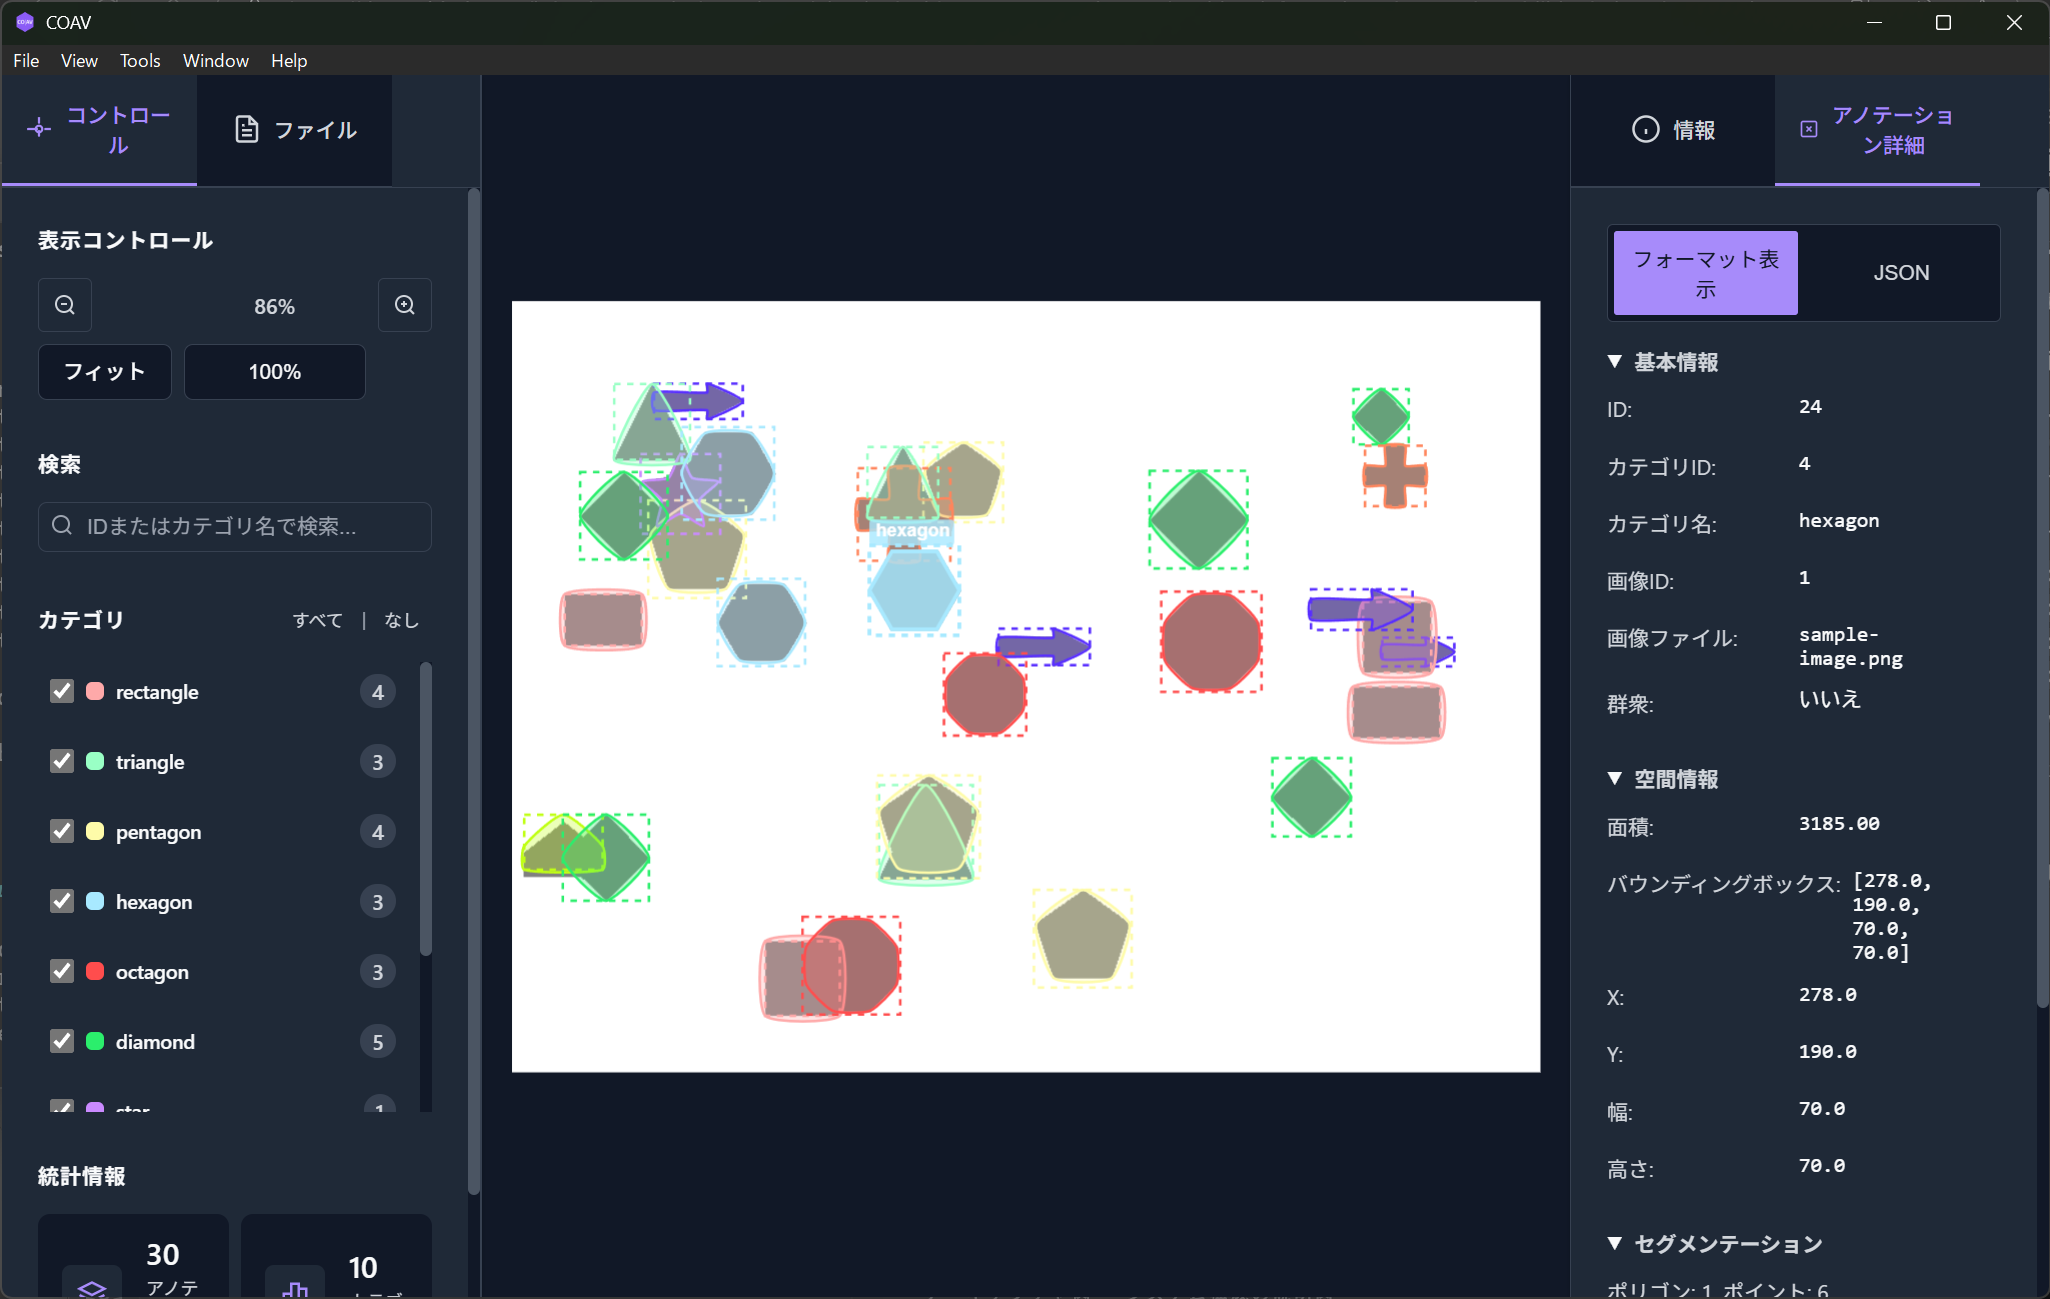 COAV
File View Tools Window Help
コントロー
ル
ファイル
表示コントロール
86%
フィット
100%
検索
IDまたはカテゴリ名で検索...
カテゴリ
すべて | なし
rectangle 4
triangle 3
pentagon 4
hexagon 3
octagon 3
diamond 5
star 1
統計情報
30
アノテ
10
hexagon
情報
アノテーショ
ン詳細
フォーマット表
示
JSON
▼ 基本情報
ID: 24
カテゴリID: 4
カテゴリ名: hexagon
画像ID: 1
画像ファイル: sample-
image.png
群衆: いいえ
▼ 空間情報
面積: 3185.00
バウンディングボックス: [278.0,
190.0,
70.0,
70.0]
X: 278.0
Y: 190.0
幅: 70.0
高さ: 70.0
▼ セグメンテーション
ポリゴン: 1, ポイント: 6